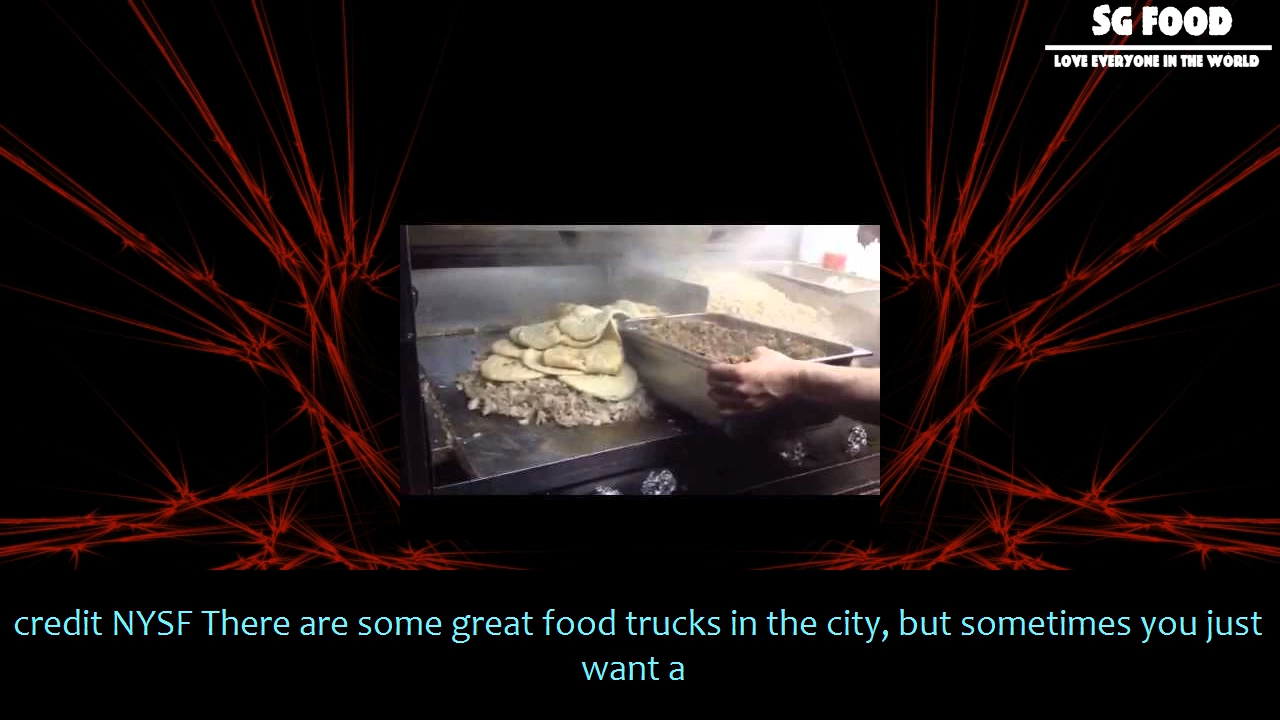 SG FOOD
LOVE EVERYONE IN THE WORLD
credit NYSF There are some great food trucks in the city, but sometimes you just
want a